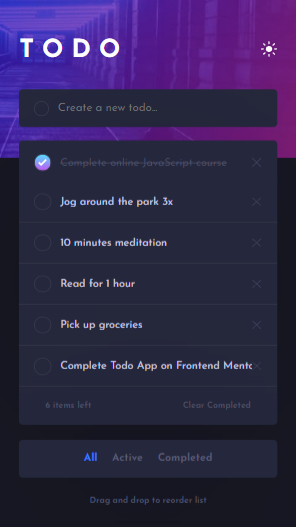 TODO
Create a new todo...
Complete online JavaScript course
Jog around the park 3x
10 minutes meditation
Read for 1 hour
Pick up groceries
Complete Todo App on Frontend Mento
6 items left Clear Completed
All Active Completed
Drag and drop to reorder list